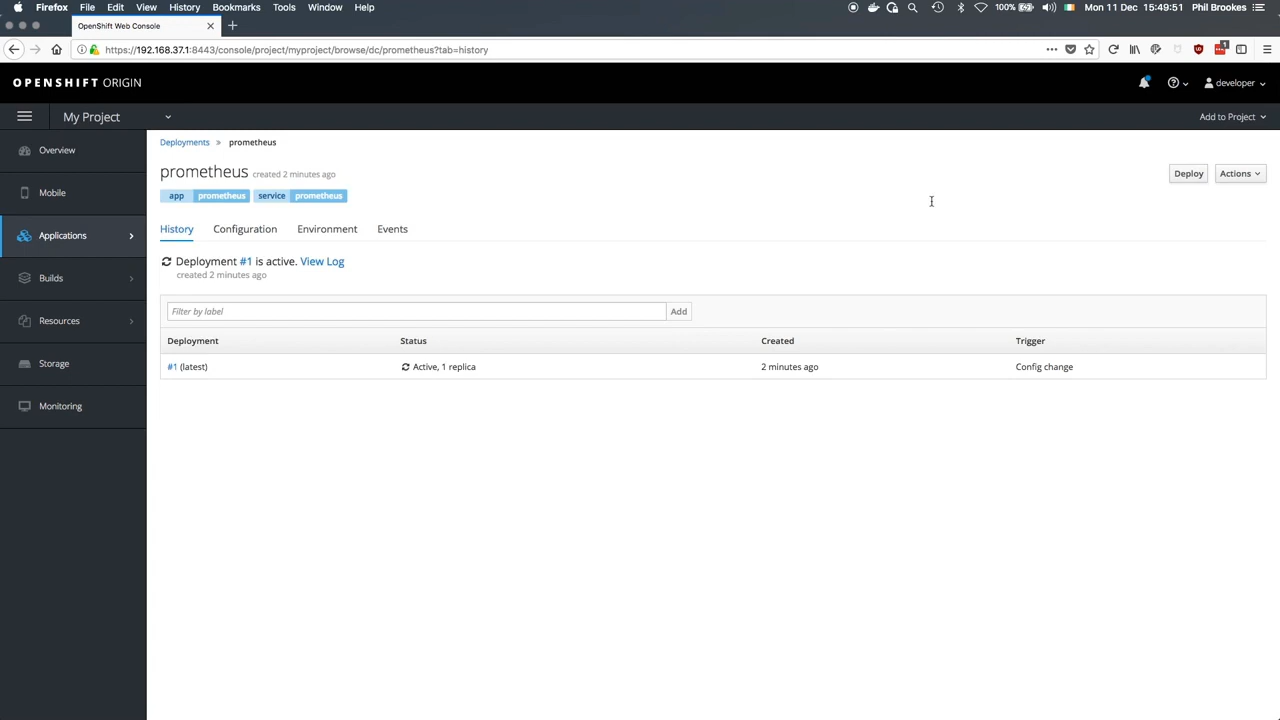 Firefox File Edit View History Bookmarks Tools Window Help 100% Mon 11 Dec 15:49:51 Phil Brookes
OpenShift Web Console
https://192.168.37.1:8443/console/project/myproject/browse/dc/prometheus?tab=history
OPENSHIFT ORIGIN developer
My Project Add to Project
Overview
Mobile
Applications
Builds
Resources
Storage
Monitoring
Deployments » prometheus
prometheus created 2 minutes ago Deploy Actions
app prometheus service prometheus
History Configuration Environment Events
Deployment #1 is active. View Log
created 2 minutes ago
Filter by label Add
Deployment Status Created Trigger
#1 (latest) Active, 1 replica 2 minutes ago Config change